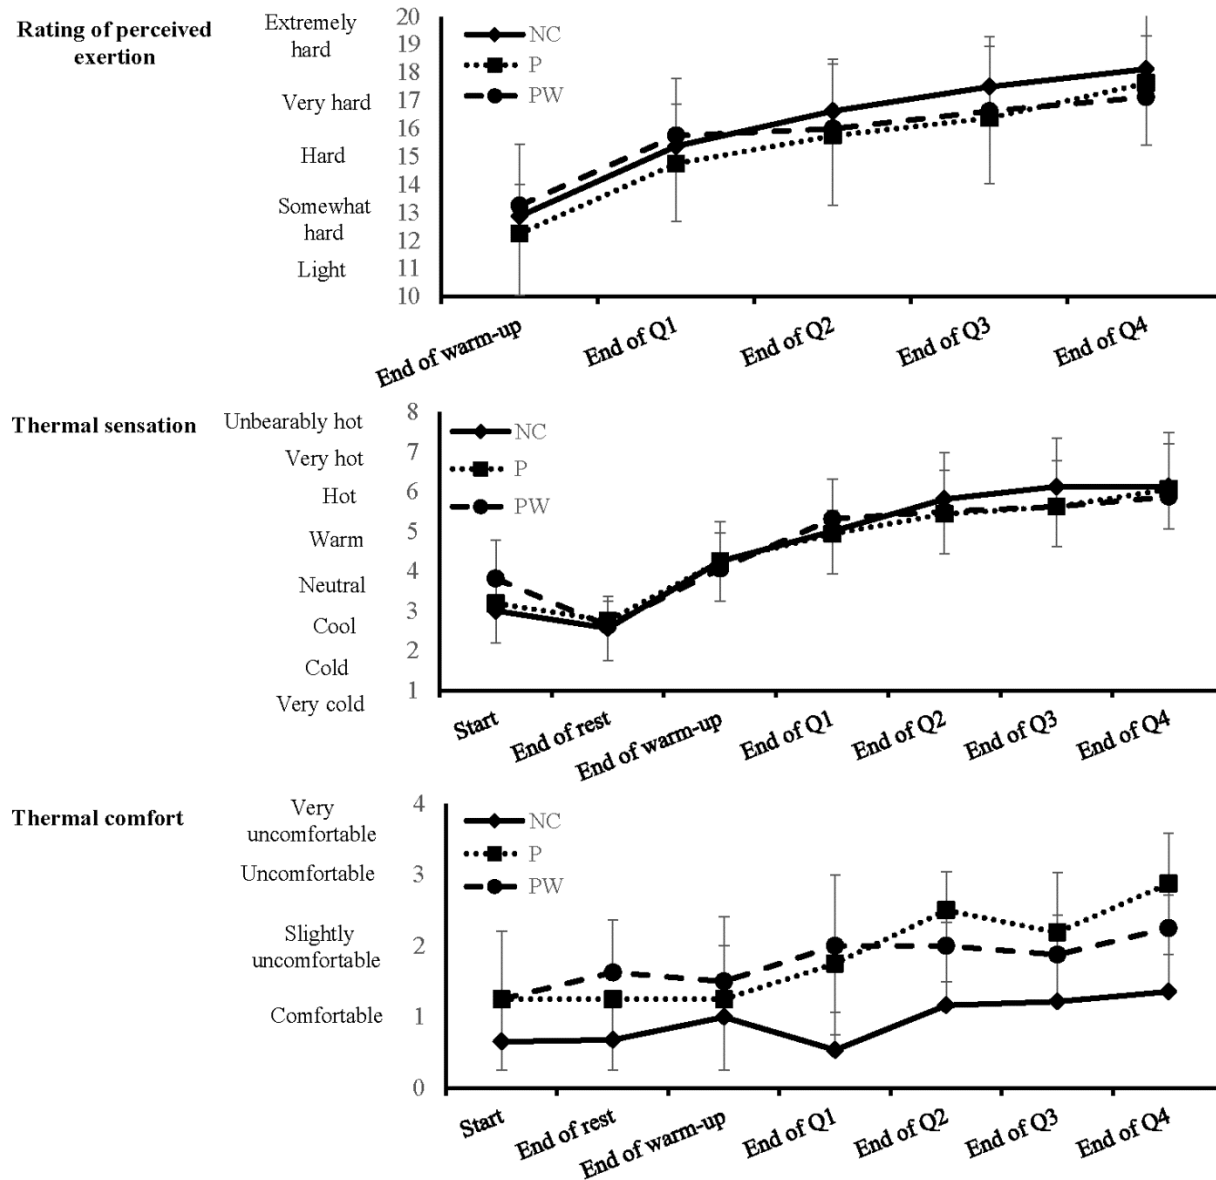 Rating of perceived
exertion
Extremely
hard
Very hard
Hard
Somewhat
hard
Light
20
19
18
17
16
15
14
13
12
11
10
NC
P
PW
End of warm-up
End of Q1
End of Q2
End of Q3
End of Q4
Thermal sensation
Unbearably hot
Very hot
Hot
Warm
Neutral
Cool
Cold
Very cold
8
7
6
5
4
3
2
1
NC
P
PW
Start
End of rest
End of warm-up
End of Q1
End of Q2
End of Q3
End of Q4
Thermal comfort
Very
uncomfortable
Uncomfortable
Slightly
uncomfortable
Comfortable
4
3
2
1
0
NC
P
PW
Start
End of rest
End of warm-up
End of Q1
End of Q2
End of Q3
End of Q4